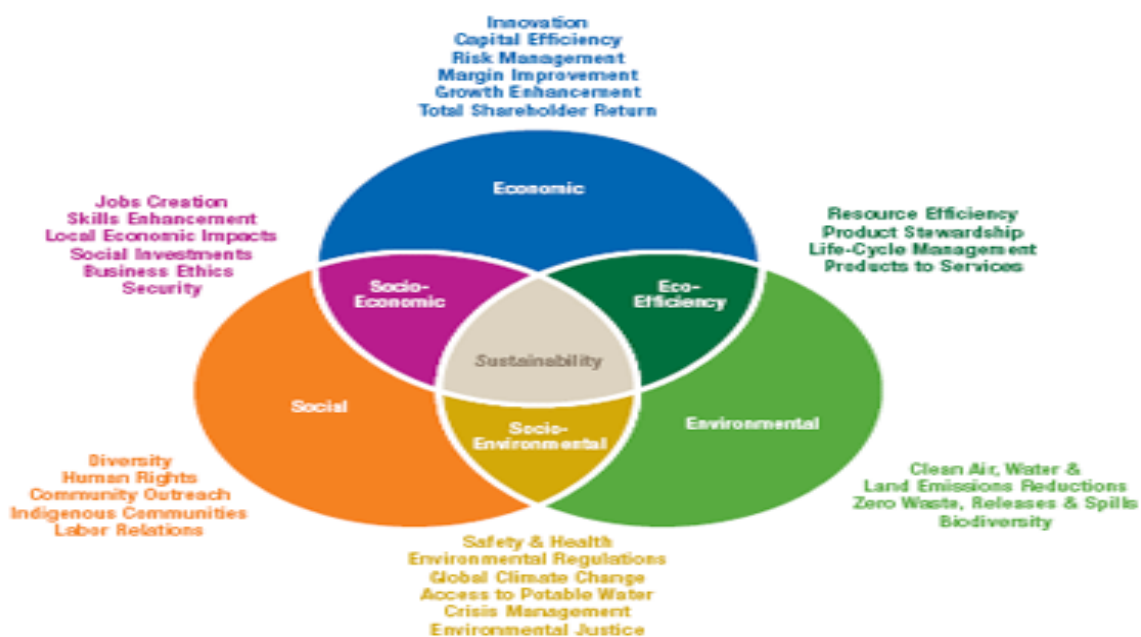 Innovation
Capital Efficiency
Risk Management
Margin Improvement
Growth Enhancement
Total Shareholder Return
Economic
Jobs Creation
Skills Enhancement
Local Economic Impacts
Social Investments
Business Ethics
Security
Resource Efficiency
Product Stewardship
Life-Cycle Management
Products to Services
Socio-
Economic
Eco-
Efficiency
Sustainability
Social
Socio-
Environmental
Environmental
Diversity
Human Rights
Community Outreach
Indigenous Communities
Labor Relations
Clean Air, Water &
Land Emissions Reductions
Zero Waste, Releases & Spills
Biodiversity
Safety & Health
Environmental Regulations
Global Climate Change
Access to Potable Water
Crisis Management
Environmental Justice